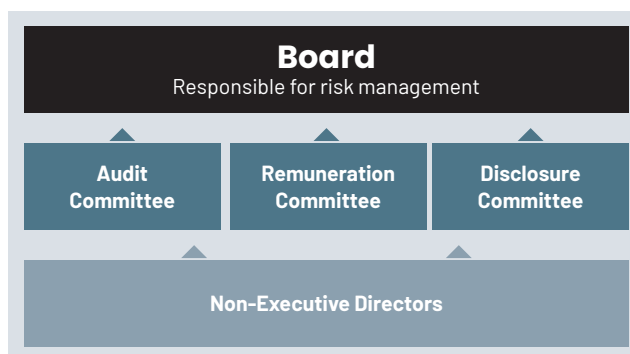 Board
Responsible for risk management
Audit
Committee
Remuneration
Committee
Disclosure
Committee
Non-Executive Directors